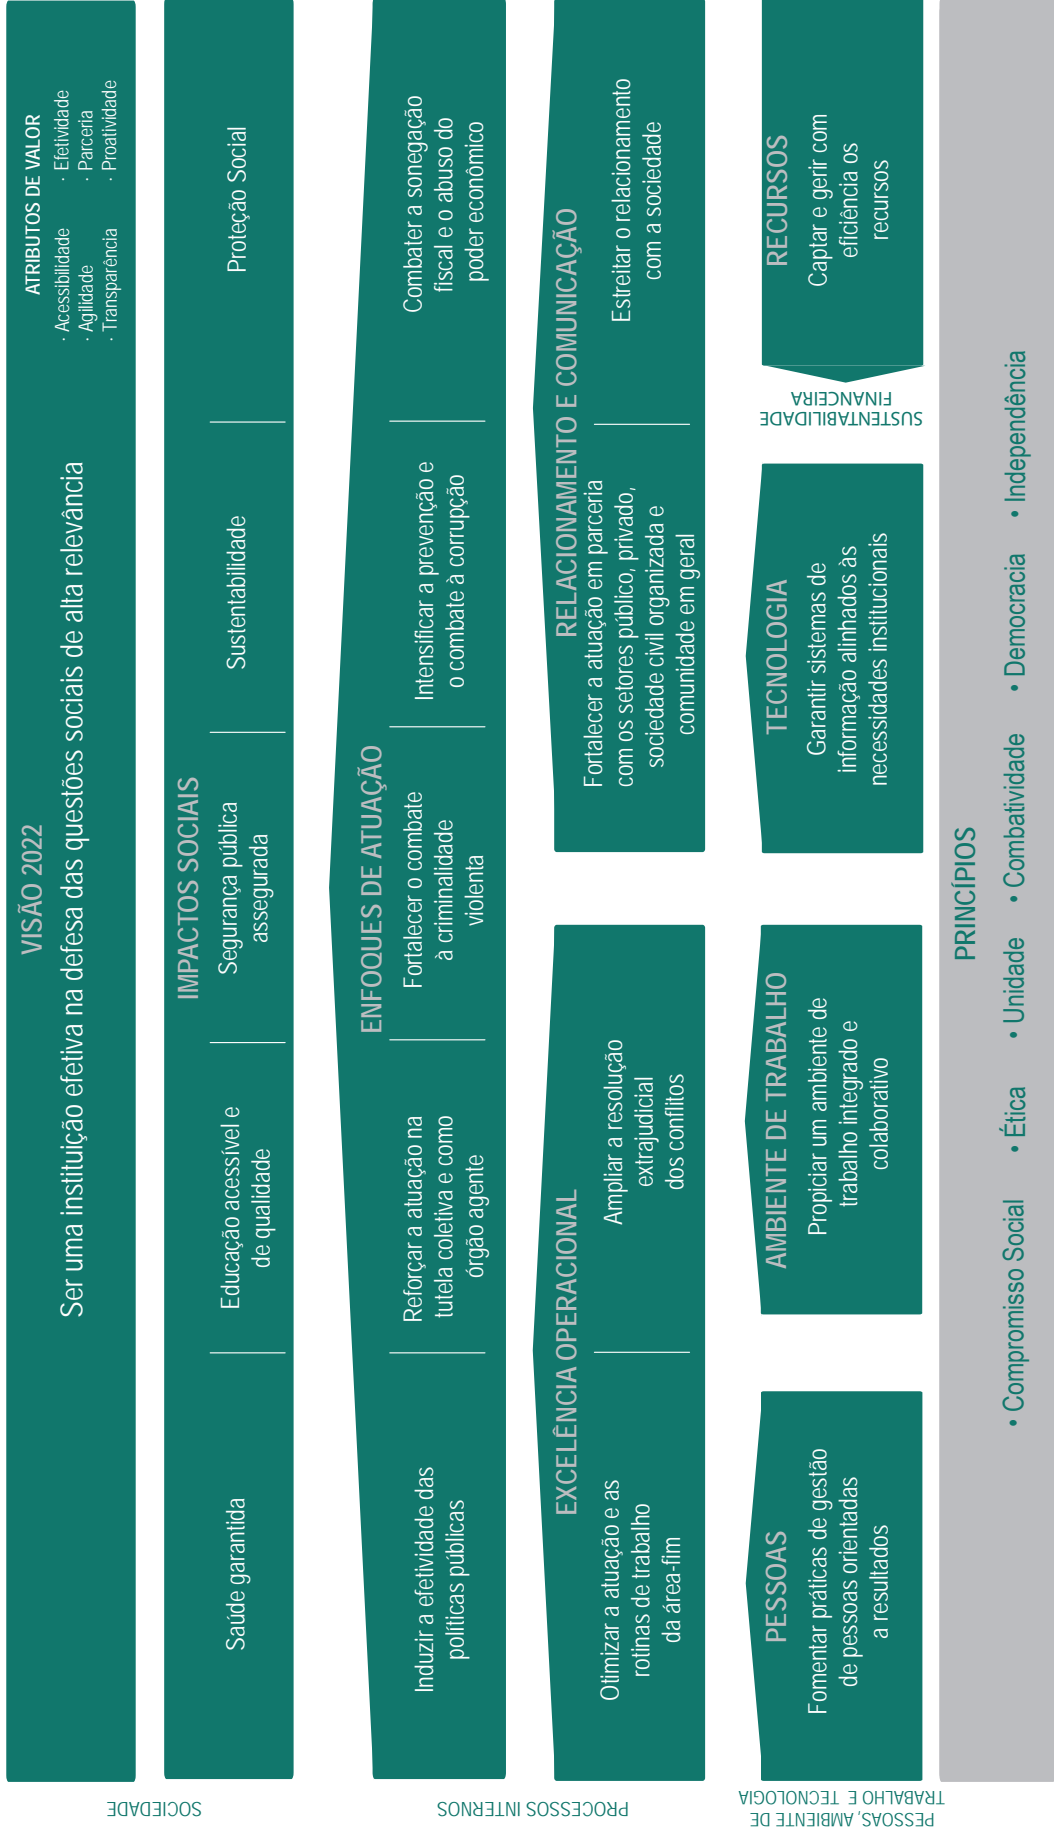 VISÃO 2022
Ser uma instituição efetiva na defesa das questões sociais de alta relevância
ATRIBUTOS DE VALOR
· Acessibilidade
· Agilidade
· Transparência
· Efetividade
· Parceria
· Proatividade
SOCIEDADE
IMPACTOS SOCIAIS
Saúde garantida
Educação acessível e
de qualidade
Segurança pública
assegurada
Sustentabilidade
Proteção Social
PROCESSOS INTERNOS
ENFOQUES DE ATUAÇÃO
Induzir a efetividade das
políticas públicas
Reforçar a atuação na
tutela coletiva e como
órgão agente
Fortalecer o combate
à criminalidade
violenta
Intensificar a prevenção e
o combate à corrupção
Combater a sonegação
fiscal e o abuso do
poder econômico
EXCELÊNCIA OPERACIONAL
Otimizar a atuação e as
rotinas de trabalho
da área-fim
Ampliar a resolução
extrajudicial
dos conflitos
RELACIONAMENTO E COMUNICAÇÃO
Fortalecer a atuação em parceria
com os setores público, privado,
sociedade civil organizada e
comunidade em geral
Estreitar o relacionamento
com a sociedade
PESSOAS, AMBIENTE DE
TRABALHO E TECNOLOGIA
PESSOAS
Fomentar práticas de gestão
de pessoas orientadas
a resultados
AMBIENTE DE TRABALHO
Propiciar um ambiente de
trabalho integrado e
colaborativo
TECNOLOGIA
Garantir sistemas de
informação alinhados às
necessidades institucionais
SUSTENTABILIDADE
FINANCEIRA
RECURSOS
Captar e gerir com
eficiência os
recursos
PRINCÍPIOS
• Compromisso Social • Ética • Unidade • Combatividade • Democracia • Independência